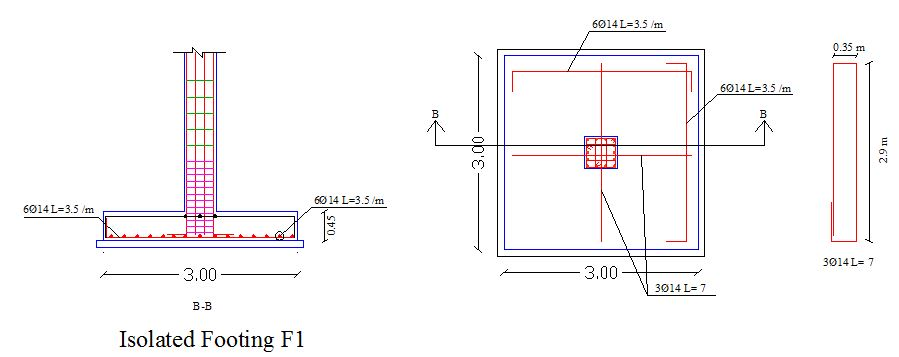 6Ø14 L=3.5 /m
6Ø14 L=3.5 /m
0.45
3.00
B-B
Isolated Footing F1
6Ø14 L=3.5 /m
6Ø14 L=3.5 /m
B
B
3.00
3.00
3Ø14 L= 7
0.35 m
2.9 m
3Ø14 L= 7